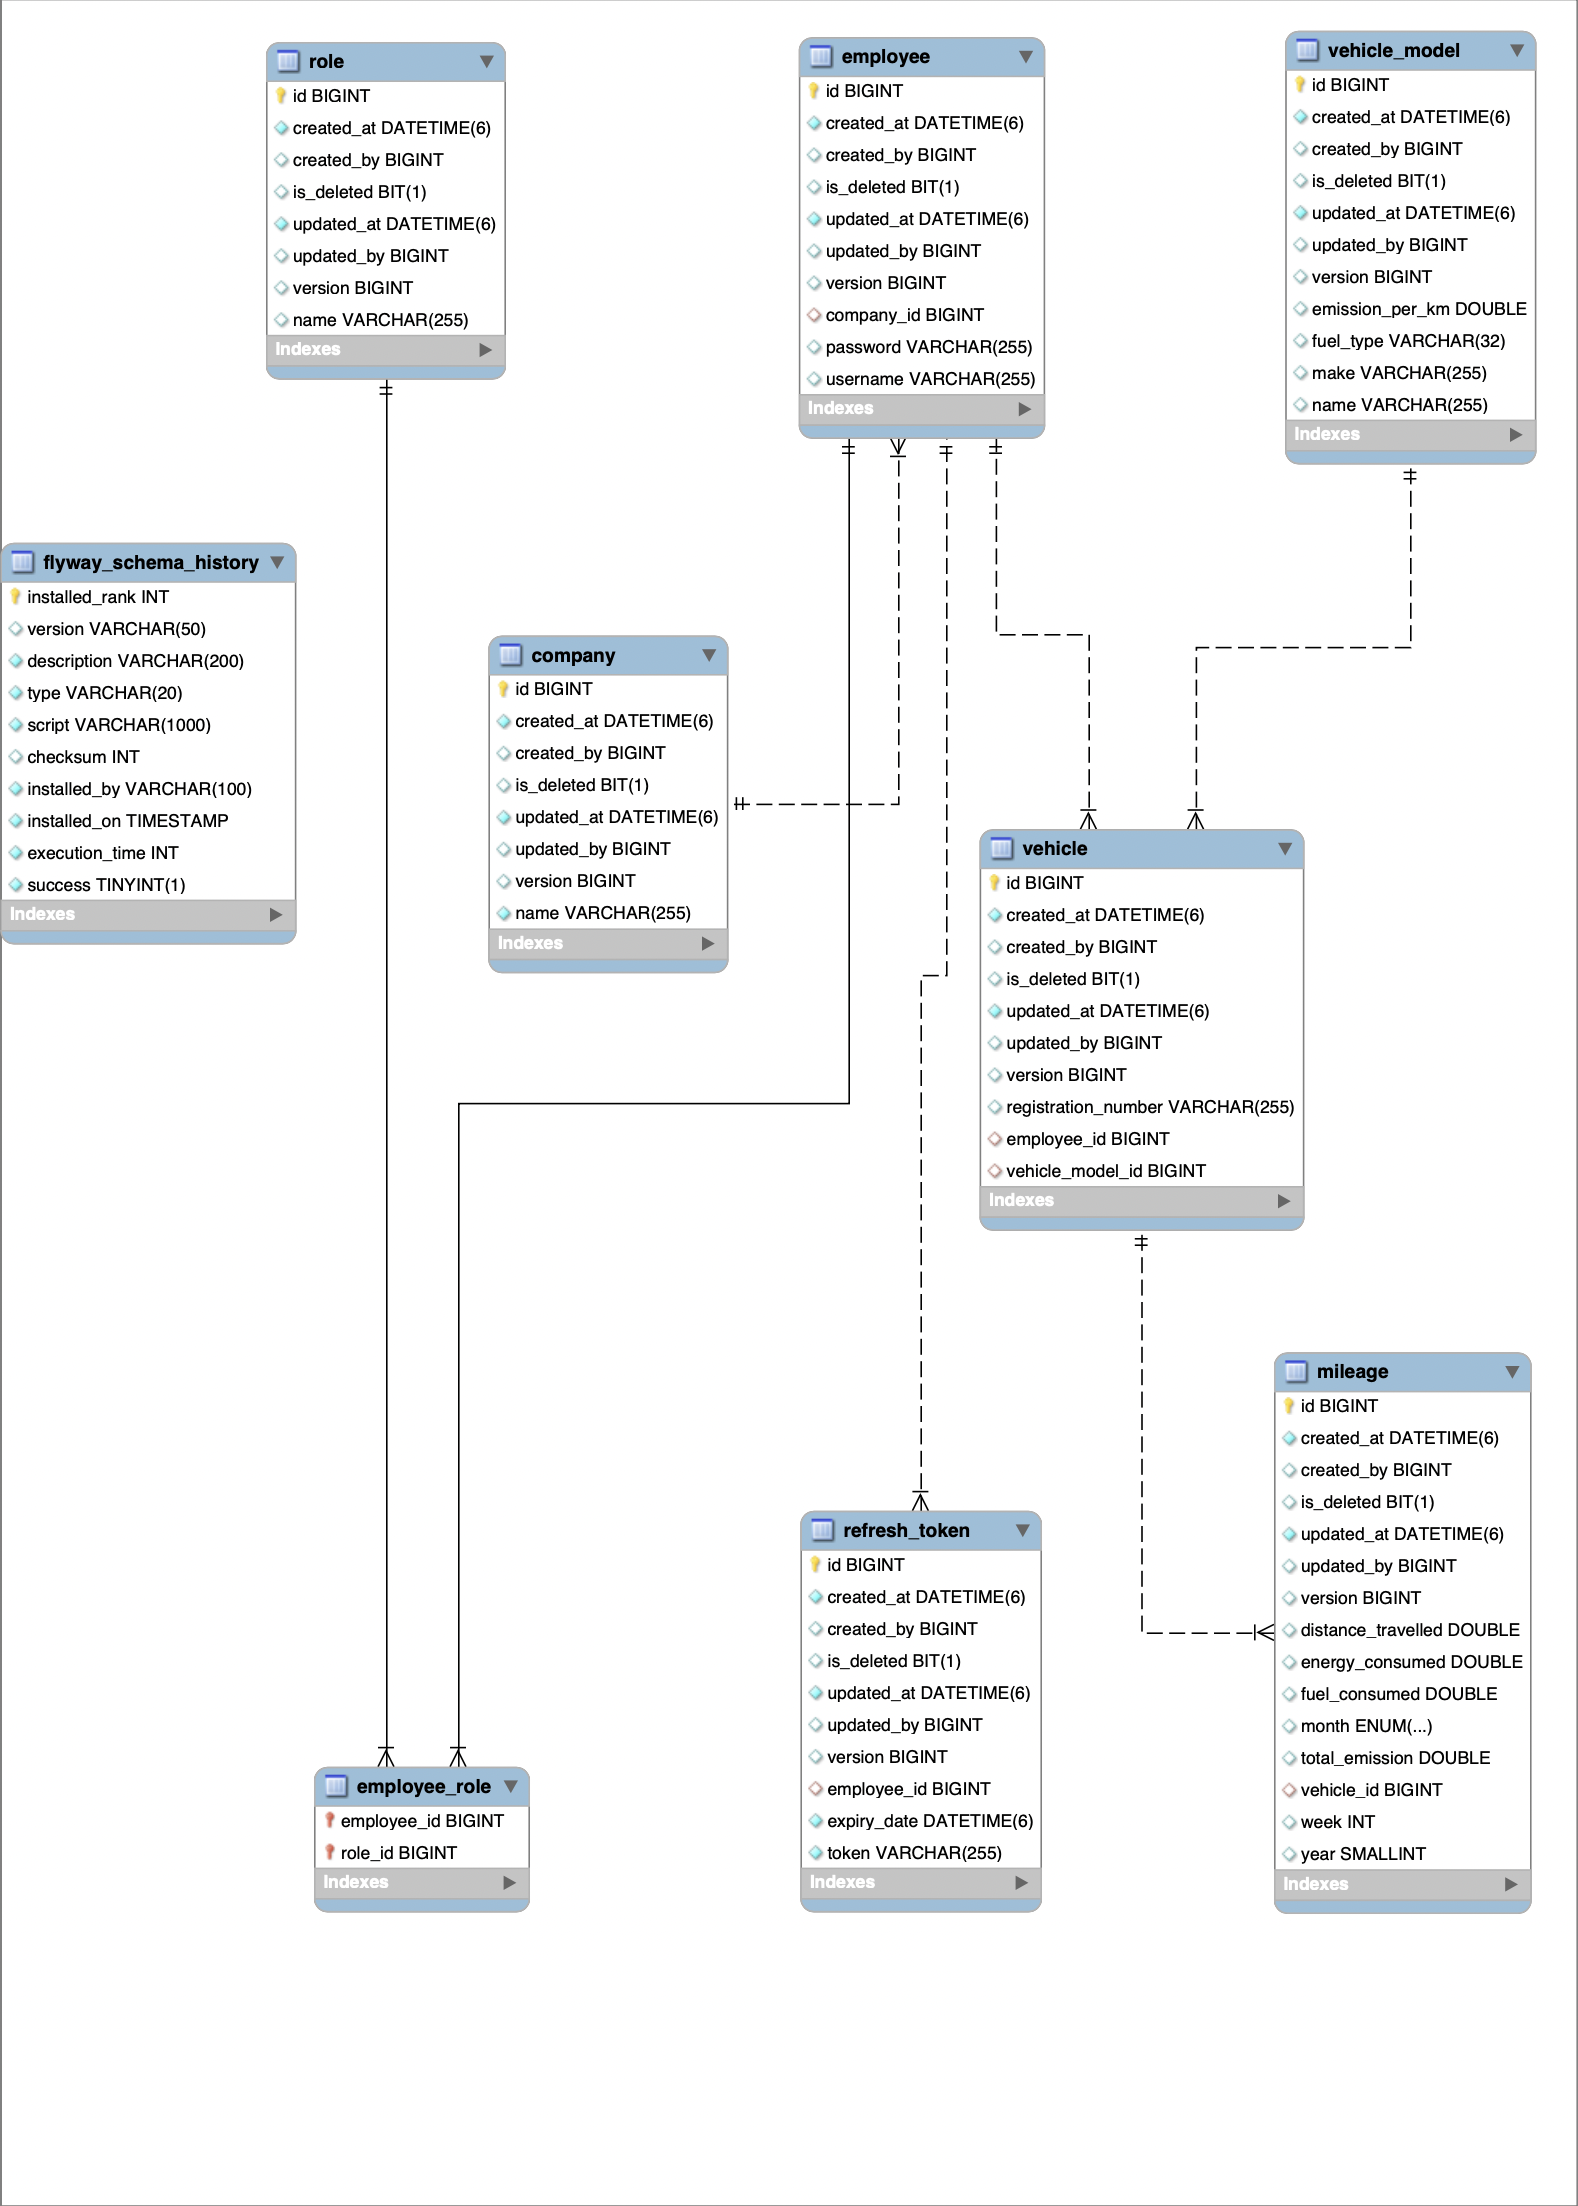 role
id BIGINT
created_at DATETIME(6)
created_by BIGINT
is_deleted BIT(1)
updated_at DATETIME(6)
updated_by BIGINT
version BIGINT
name VARCHAR(255)
Indexes
employee
id BIGINT
created_at DATETIME(6)
created_by BIGINT
is_deleted BIT(1)
updated_at DATETIME(6)
updated_by BIGINT
version BIGINT
company_id BIGINT
password VARCHAR(255)
username VARCHAR(255)
Indexes
vehicle_model
id BIGINT
created_at DATETIME(6)
created_by BIGINT
is_deleted BIT(1)
updated_at DATETIME(6)
updated_by BIGINT
version BIGINT
emission_per_km DOUBLE
fuel_type VARCHAR(32)
make VARCHAR(255)
name VARCHAR(255)
Indexes
flyway_schema_history
installed_rank INT
version VARCHAR(50)
description VARCHAR(200)
type VARCHAR(20)
script VARCHAR(1000)
checksum INT
installed_by VARCHAR(100)
installed_on TIMESTAMP
execution_time INT
success TINYINT(1)
Indexes
company
id BIGINT
created_at DATETIME(6)
created_by BIGINT
is_deleted BIT(1)
updated_at DATETIME(6)
updated_by BIGINT
version BIGINT
name VARCHAR(255)
Indexes
vehicle
id BIGINT
created_at DATETIME(6)
created_by BIGINT
is_deleted BIT(1)
updated_at DATETIME(6)
updated_by BIGINT
version BIGINT
registration_number VARCHAR(255)
employee_id BIGINT
vehicle_model_id BIGINT
Indexes
mileage
id BIGINT
created_at DATETIME(6)
created_by BIGINT
is_deleted BIT(1)
updated_at DATETIME(6)
updated_by BIGINT
version BIGINT
distance_travelled DOUBLE
energy_consumed DOUBLE
fuel_consumed DOUBLE
month ENUM(...)
total_emission DOUBLE
vehicle_id BIGINT
week INT
year SMALLINT
Indexes
refresh_token
id BIGINT
created_at DATETIME(6)
created_by BIGINT
is_deleted BIT(1)
updated_at DATETIME(6)
updated_by BIGINT
version BIGINT
employee_id BIGINT
expiry_date DATETIME(6)
token VARCHAR(255)
Indexes
employee_role
employee_id BIGINT
role_id BIGINT
Indexes